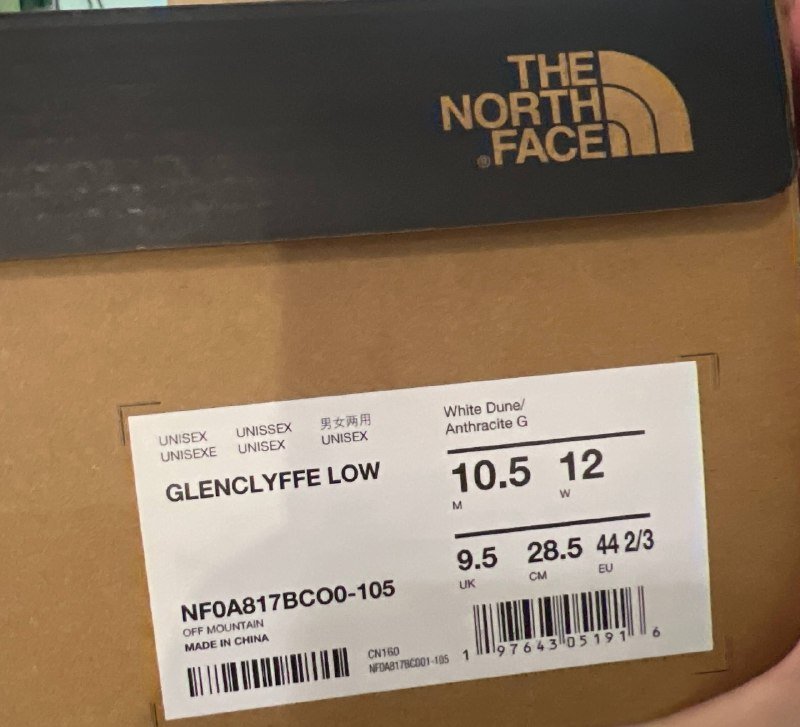 THE
NORTH
FACE
®
UNISEX UNISSEX 男女两用
UNISEXE UNISEX UNISEX
GLENCLYFFE LOW
White Dune/
Anthracite G
10.5 12
M W
9.5 28.5 44 2/3
UK CM EU
NF0A817BCO0-105
OFF MOUNTAIN
MADE IN CHINA
CN160
NF0A817BCO01-105
1 97643 05191 6